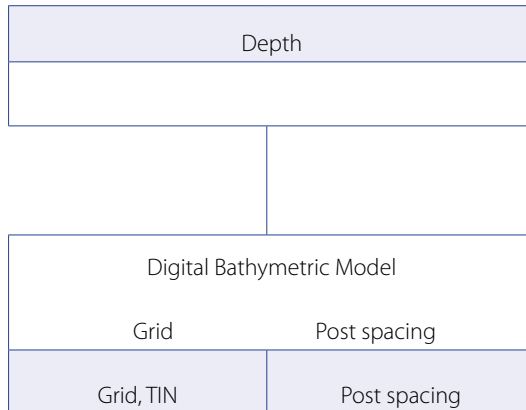 Depth
Digital Bathymetric Model
Grid Post spacing
Grid, TIN Post spacing